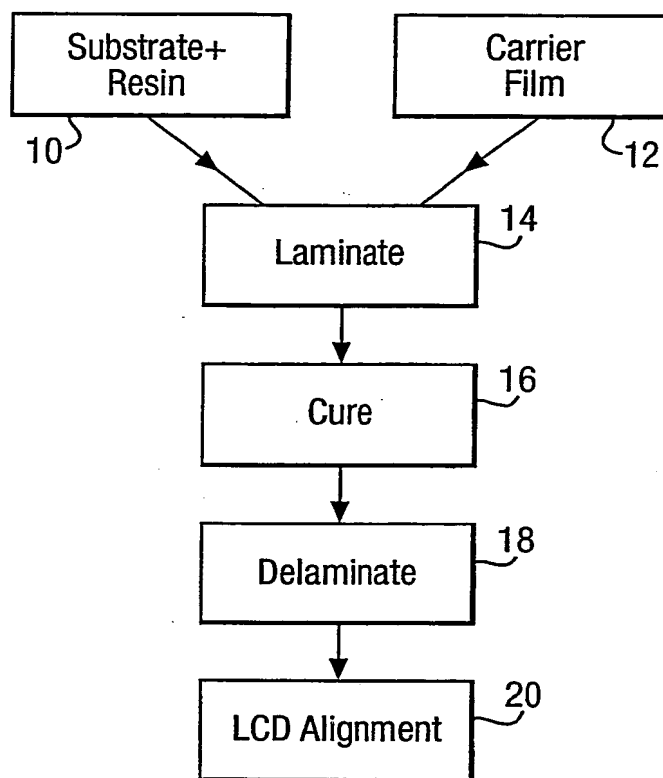 Substrate+
Resin
Carrier
Film
10
12
14
Laminate
16
Cure
18
Delaminate
20
LCD Alignment